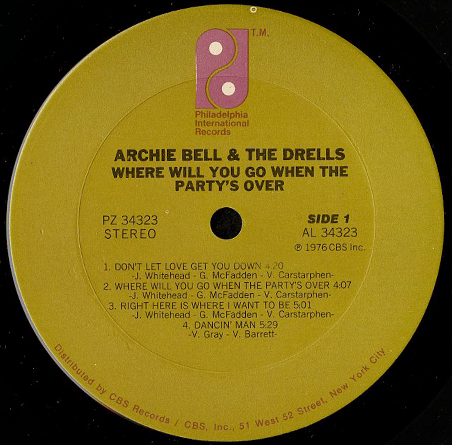 T.M.
Philadelphia
International
Records
ARCHIE BELL & THE DRELLS
WHERE WILL YOU GO WHEN THE
PARTY'S OVER
PZ 34323
STEREO
SIDE 1
AL 34323
℗ 1976 CBS Inc.
1. DON'T LET LOVE GET YOU DOWN 4:20
-J. Whitehead - G. McFadden - V. Carstarphen-
2. WHERE WILL YOU GO WHEN THE PARTY'S OVER 4:07
-J. Whitehead - G. McFadden - V. Carstarphen-
3. RIGHT HERE IS WHERE I WANT TO BE 5:01
-J. Whitehead - G. McFadden - V. Carstarphen-
4. DANCIN' MAN 5:29
-V. Gray - V. Barrett-
Distributed by CBS Records / CBS, Inc., 51 West 52 Street, New York City